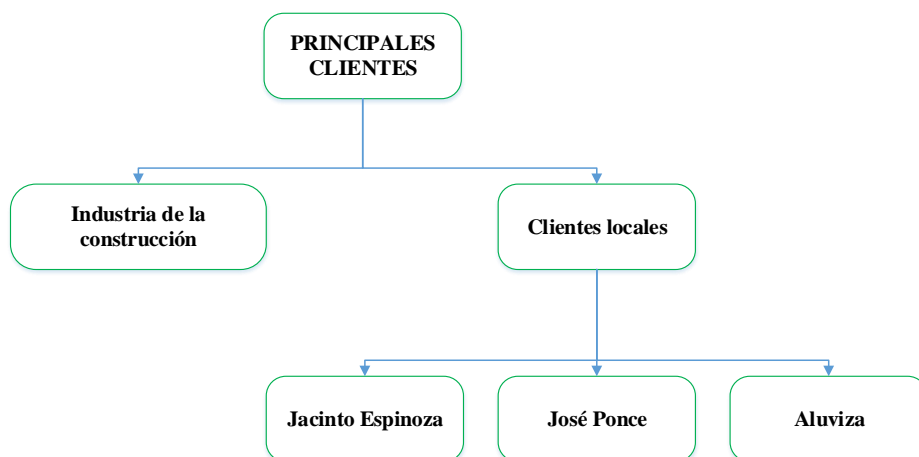 PRINCIPALES
CLIENTES
Industria de la
construcción
Clientes locales
Jacinto Espinoza
José Ponce
Aluviza